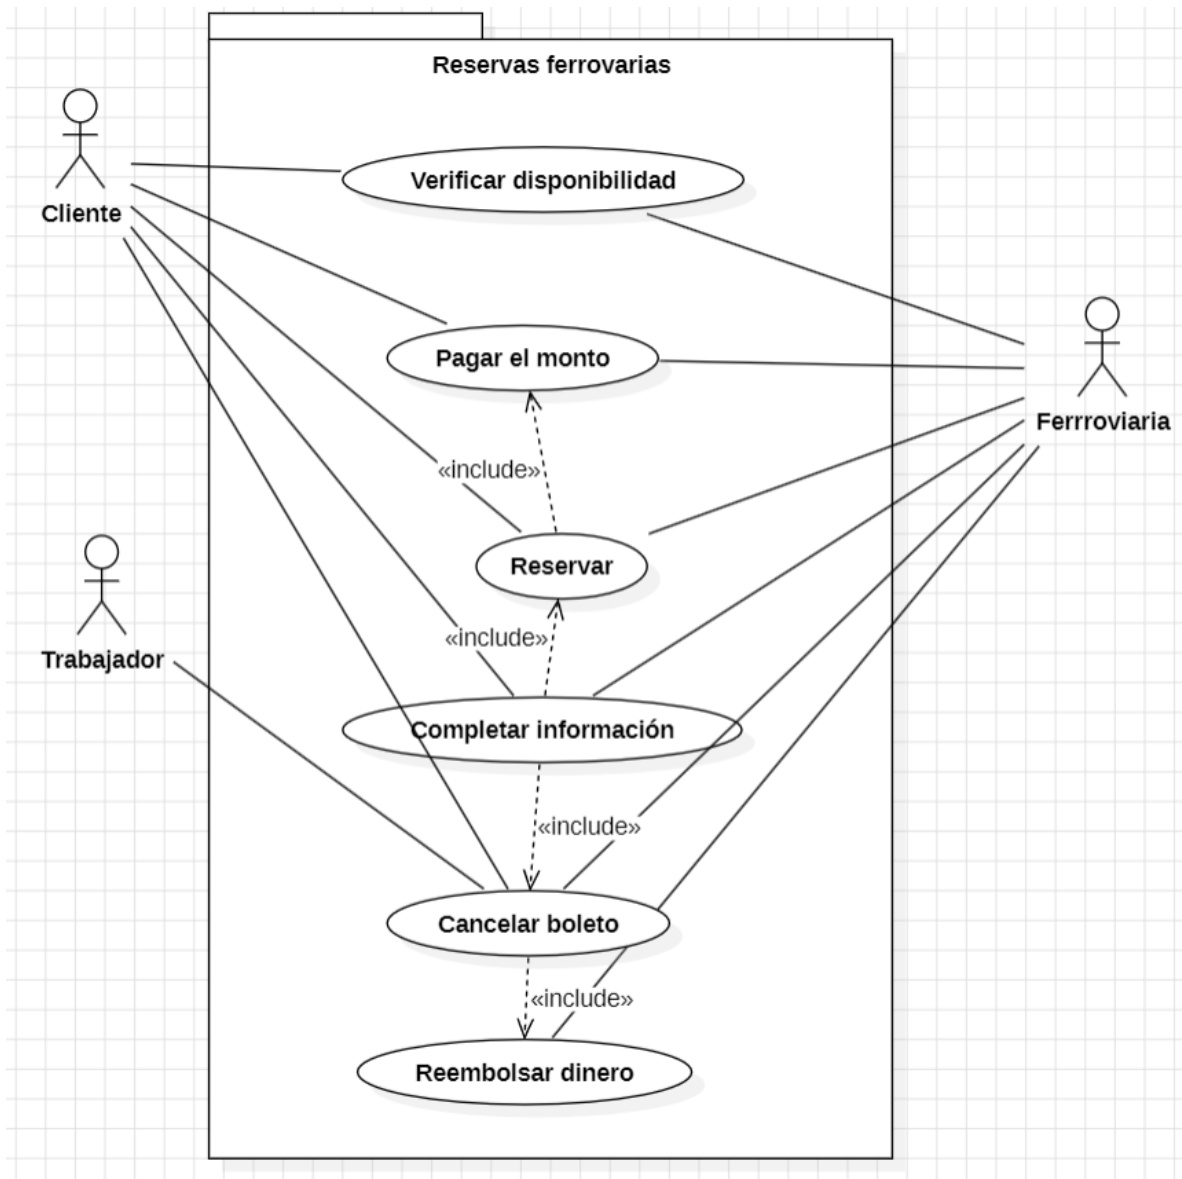 Reservas ferrovarias
Cliente
Verificar disponibilidad
Pagar el monto
Ferrroviaria
«include»
Reservar
«include»
Trabajador
Completar información
«include»
Cancelar boleto
«include»
Reembolsar dinero